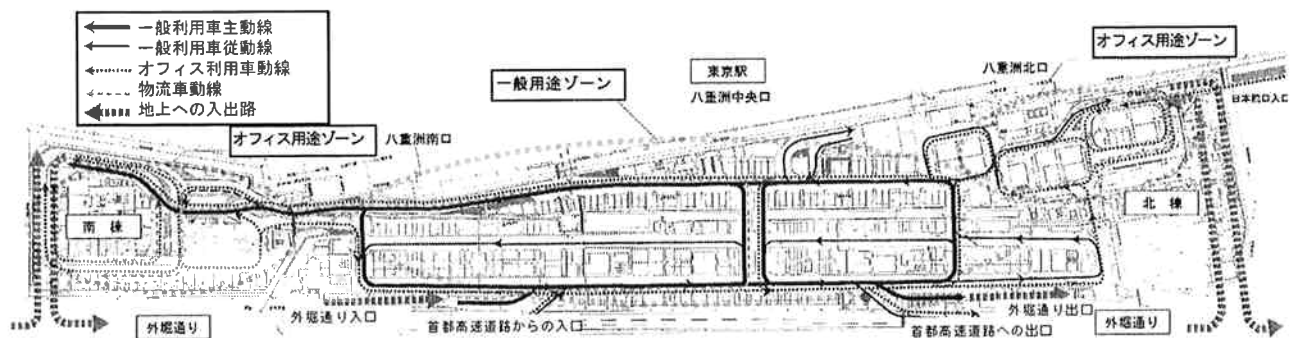 一般利用車主動線
一般利用車従動線
オフィス利用車動線
物流車動線
地上への入出路
オフィス用途ゾーン
八重洲南口
一般用途ゾーン
東京駅
八重洲中央口
八重洲北口
オフィス用途ゾーン
日本橋口入口
南棟
北棟
外堀通り
外堀通り入口
首都高速道路からの入口
首都高速道路への出口
外堀通り出口
外堀通り